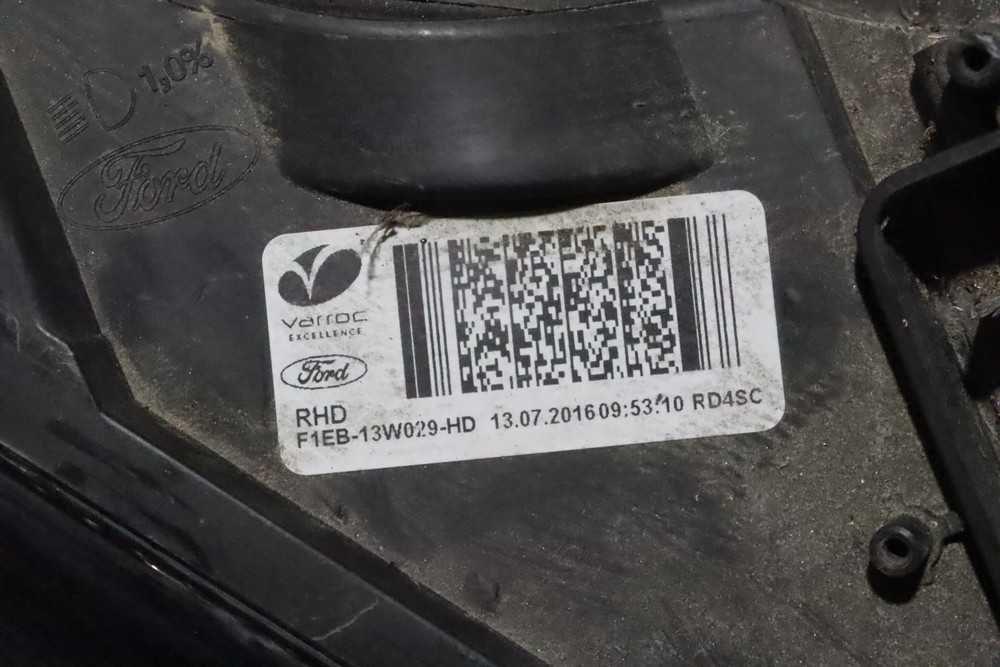 1,0%
Ford
varroc
EXCELLENCE
Ford
RHD
F1EB-13W029-HD 13.07.2016 09:53:10 RD4SC